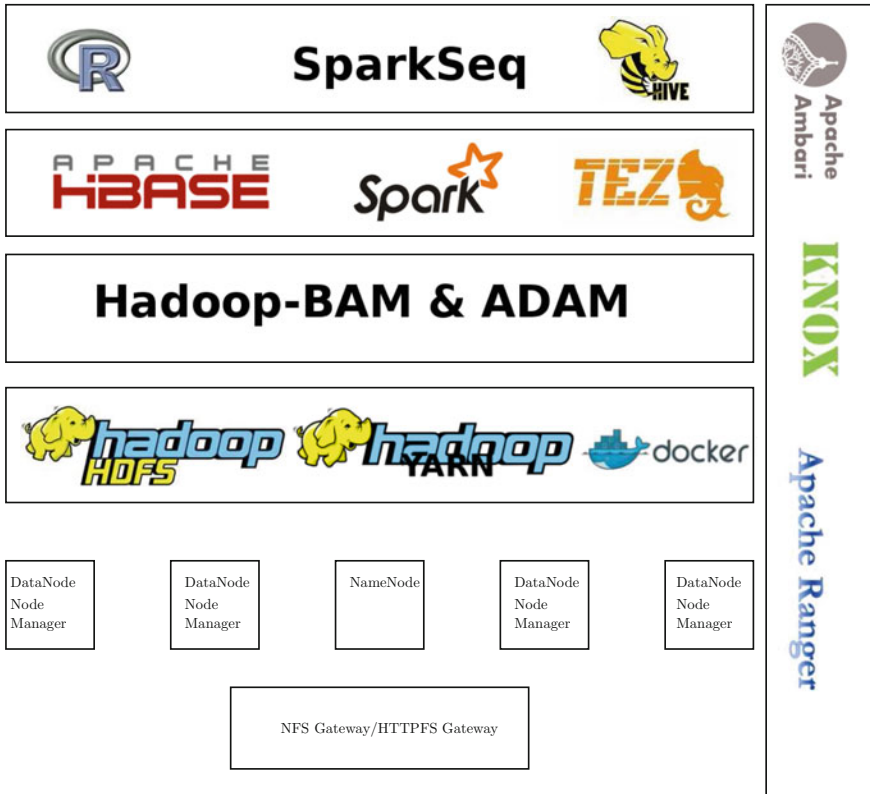 R
SparkSeq
HIVE
APACHE
HBASE
Spark
TEZ
Hadoop-BAM & ADAM
hadoop
HDFS
hadoop
YARN
docker
DataNode
Node
Manager
DataNode
Node
Manager
NameNode
DataNode
Node
Manager
DataNode
Node
Manager
NFS Gateway/HTTPFS Gateway
Apache
Ambari
KNOX
Apache Ranger